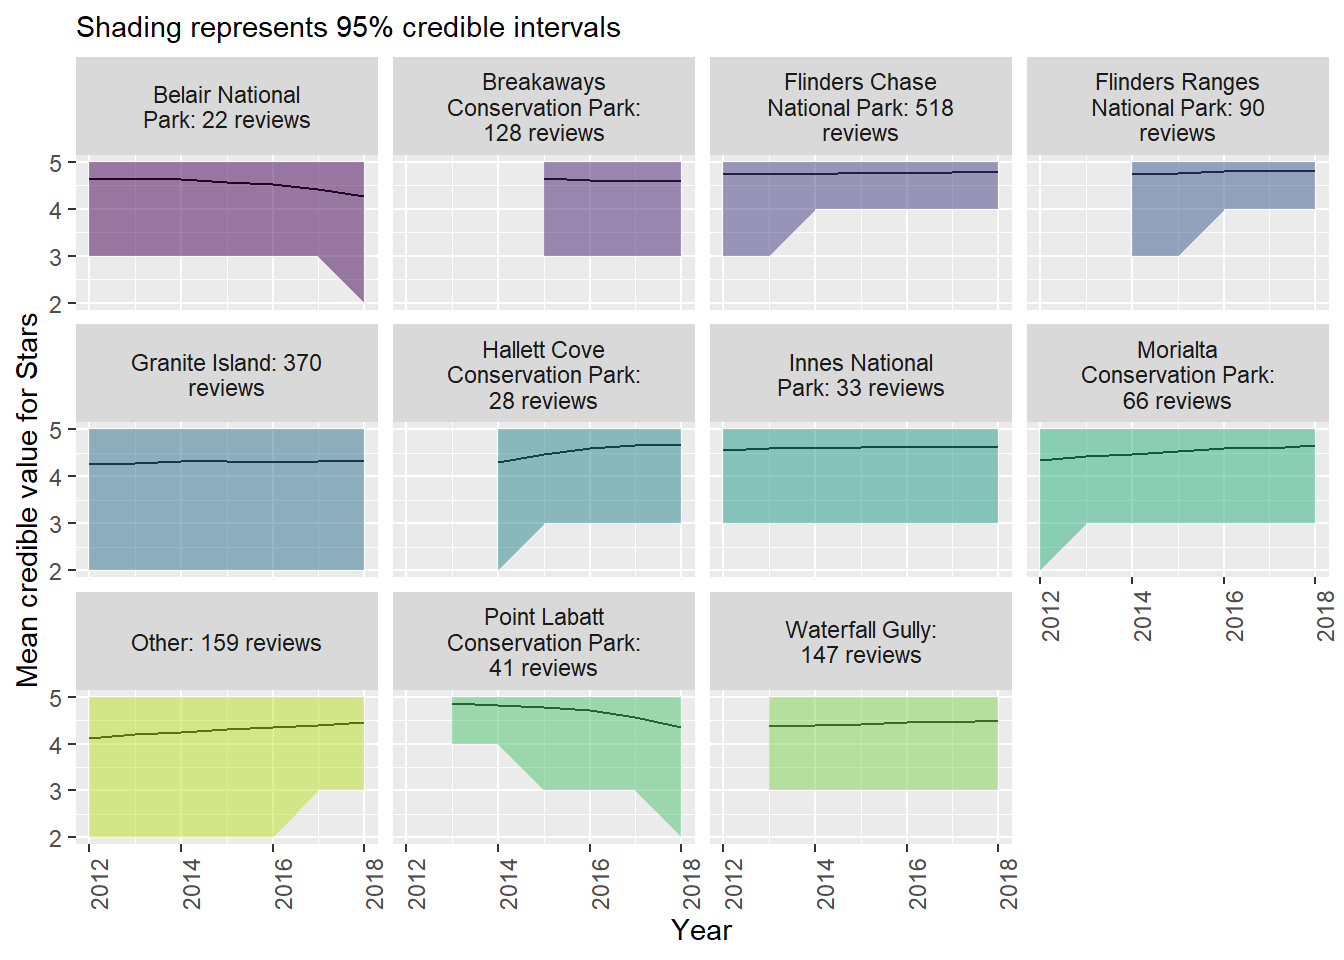 Shading represents 95% credible intervals
Belair National
Park: 22 reviews
Breakaways
Conservation Park:
128 reviews
Flinders Chase
National Park: 518
reviews
Flinders Ranges
National Park: 90
reviews
5
4
3
2
Granite Island: 370
reviews
Hallett Cove
Conservation Park:
28 reviews
Innes National
Park: 33 reviews
Morialta
Conservation Park:
66 reviews
5
4
3
2
2012
2014
2016
2018
Other: 159 reviews
Point Labatt
Conservation Park:
41 reviews
Waterfall Gully:
147 reviews
5
4
3
2
2012
2014
2016
2018
2012
2014
2016
2018
2012
2014
2016
2018
Mean credible value for Stars
Year